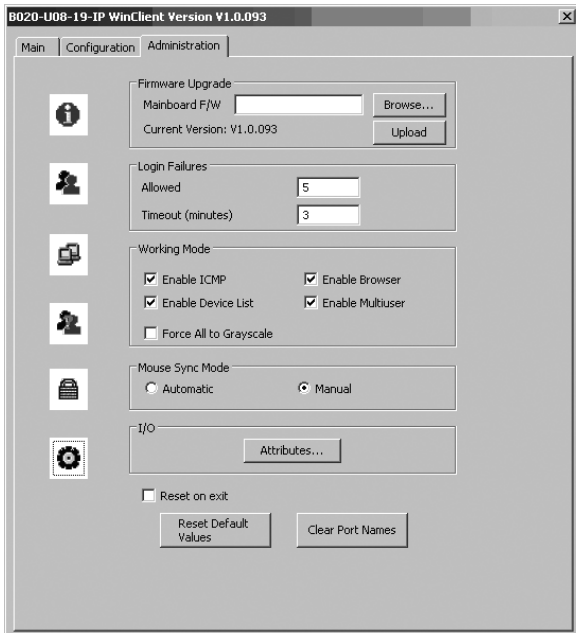 B020-U08-19-IP WinClient Version V1.0.093
Main Configuration Administration
Firmware Upgrade
Mainboard F/W Browse...
Current Version: V1.0.093 Upload
Login Failures
Allowed 5
Timeout (minutes) 3
Working Mode
Enable ICMP Enable Browser
Enable Device List Enable Multiuser
Force All to Grayscale
Mouse Sync Mode
Automatic Manual
I/O
Attributes...
Reset on exit
Reset Default
Values
Clear Port Names